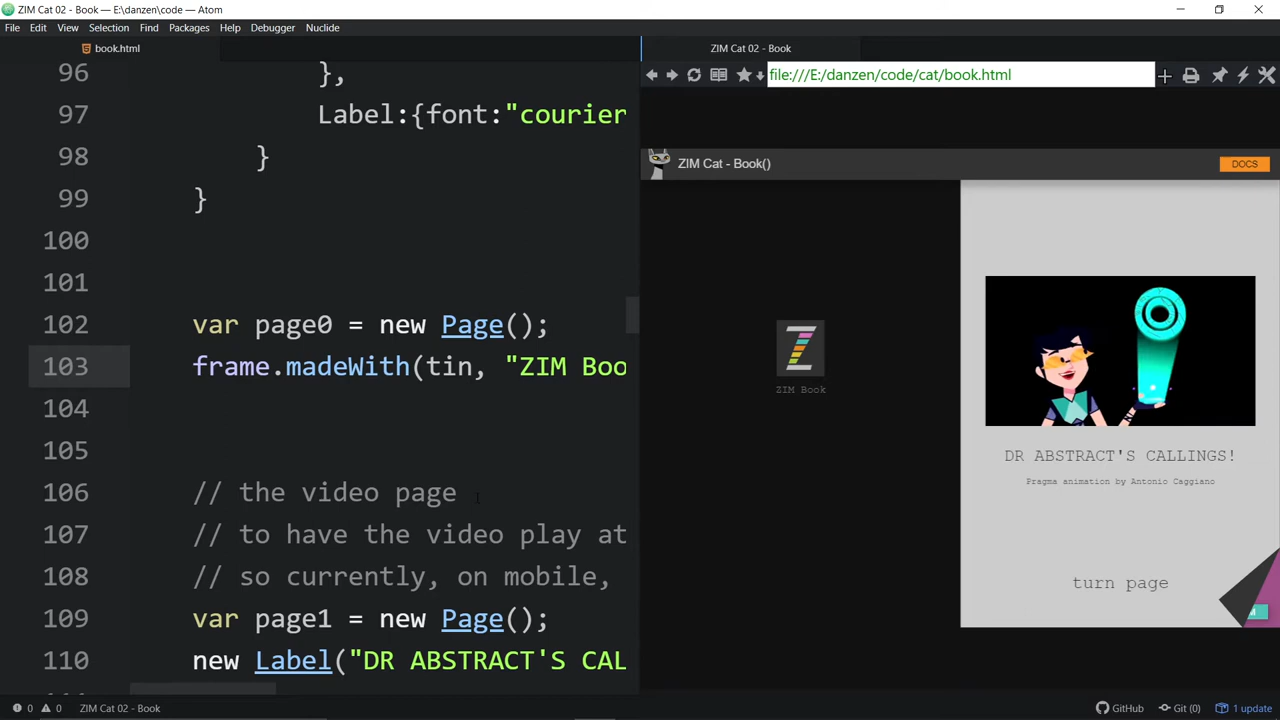 ZIM Cat 02 - Book — E:\danzen\code — Atom
File Edit View Selection Find Packages Help Debugger Nuclide
book.html
ZIM Cat 02 - Book
file:///E:/danzen/code/cat/book.html
96 },
97 Label:{font:"courier
98 }
99 }
100
101
102 var page0 = new Page();
103 frame.madeWith(tin, "ZIM Boo
104
105
106 // the video page
107 // to have the video play at
108 // so currently, on mobile,
109 var page1 = new Page();
110 new Label("DR ABSTRACT'S CAL
ZIM Cat - Book()
DOCS
ZIM Book
DR ABSTRACT'S CALLINGS!
Pragma animation by Antonio Caggiano
turn page
0 0 ZIM Cat 02 - Book
GitHub Git (0) 1 update